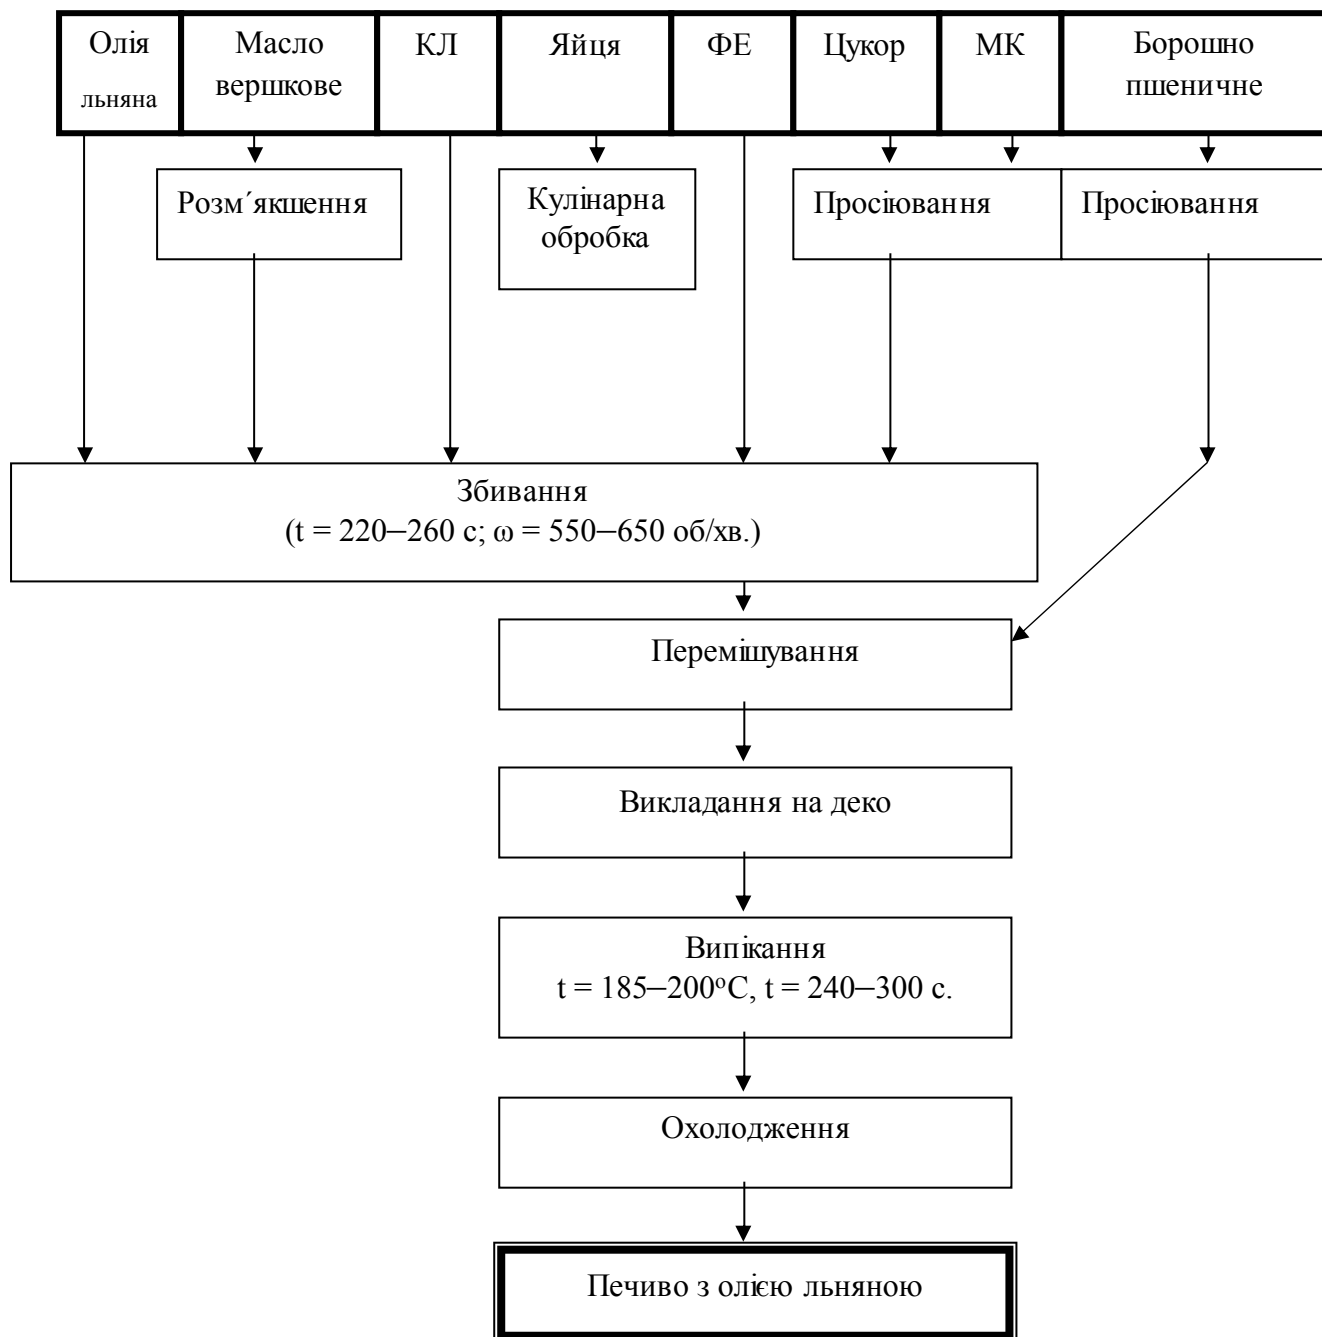 Олія
льняна
Масло
вершкове
КЛ
Яйця
ФЕ
Цукор
МК
Борошно
пшеничне
Розм´якшення
Кулінарна
обробка
Просіювання
Просіювання
Збивання
(t = 220–260 с; ω = 550–650 об/хв.)
Перемішування
Викладання на деко
Випікання
t = 185–200ºС, t = 240–300 с.
Охолодження
Печиво з олією льняною